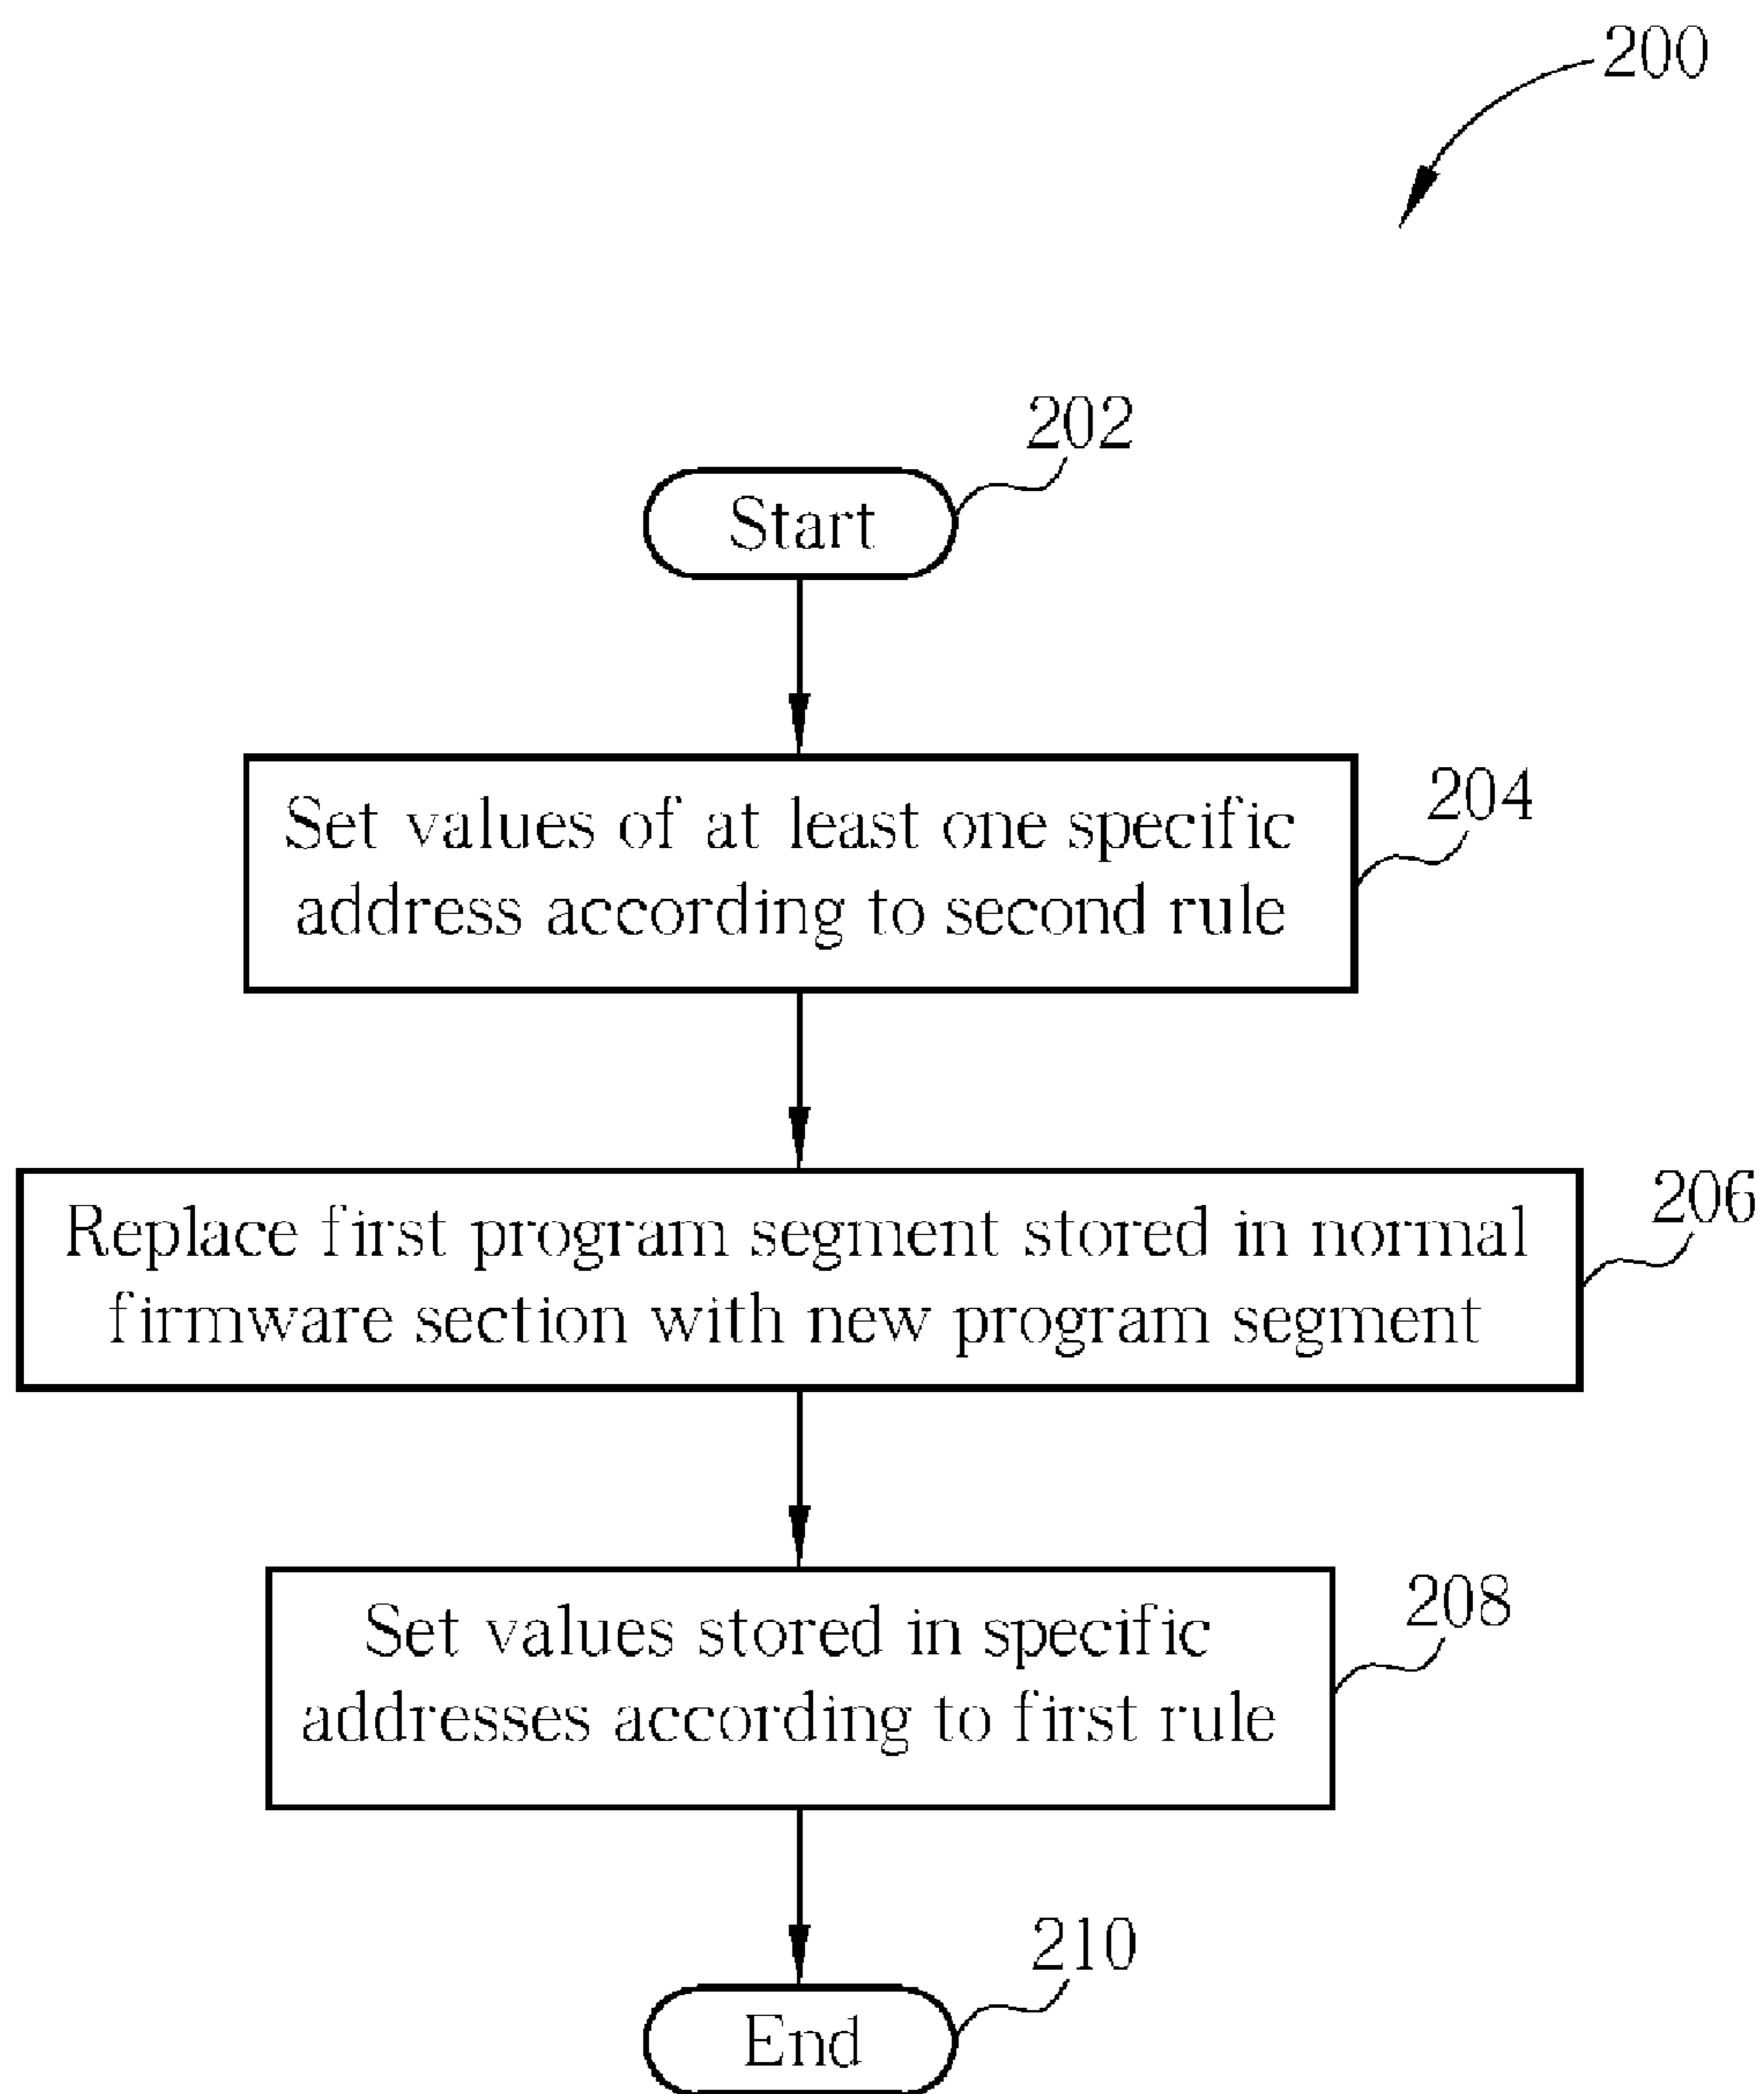 200
202
Start
204
Set values of at least one specific
address according to second rule
206
Replace first program segment stored in normal
firmware section with new program segment
208
Set values stored in specific
addresses according to first rule
210
End